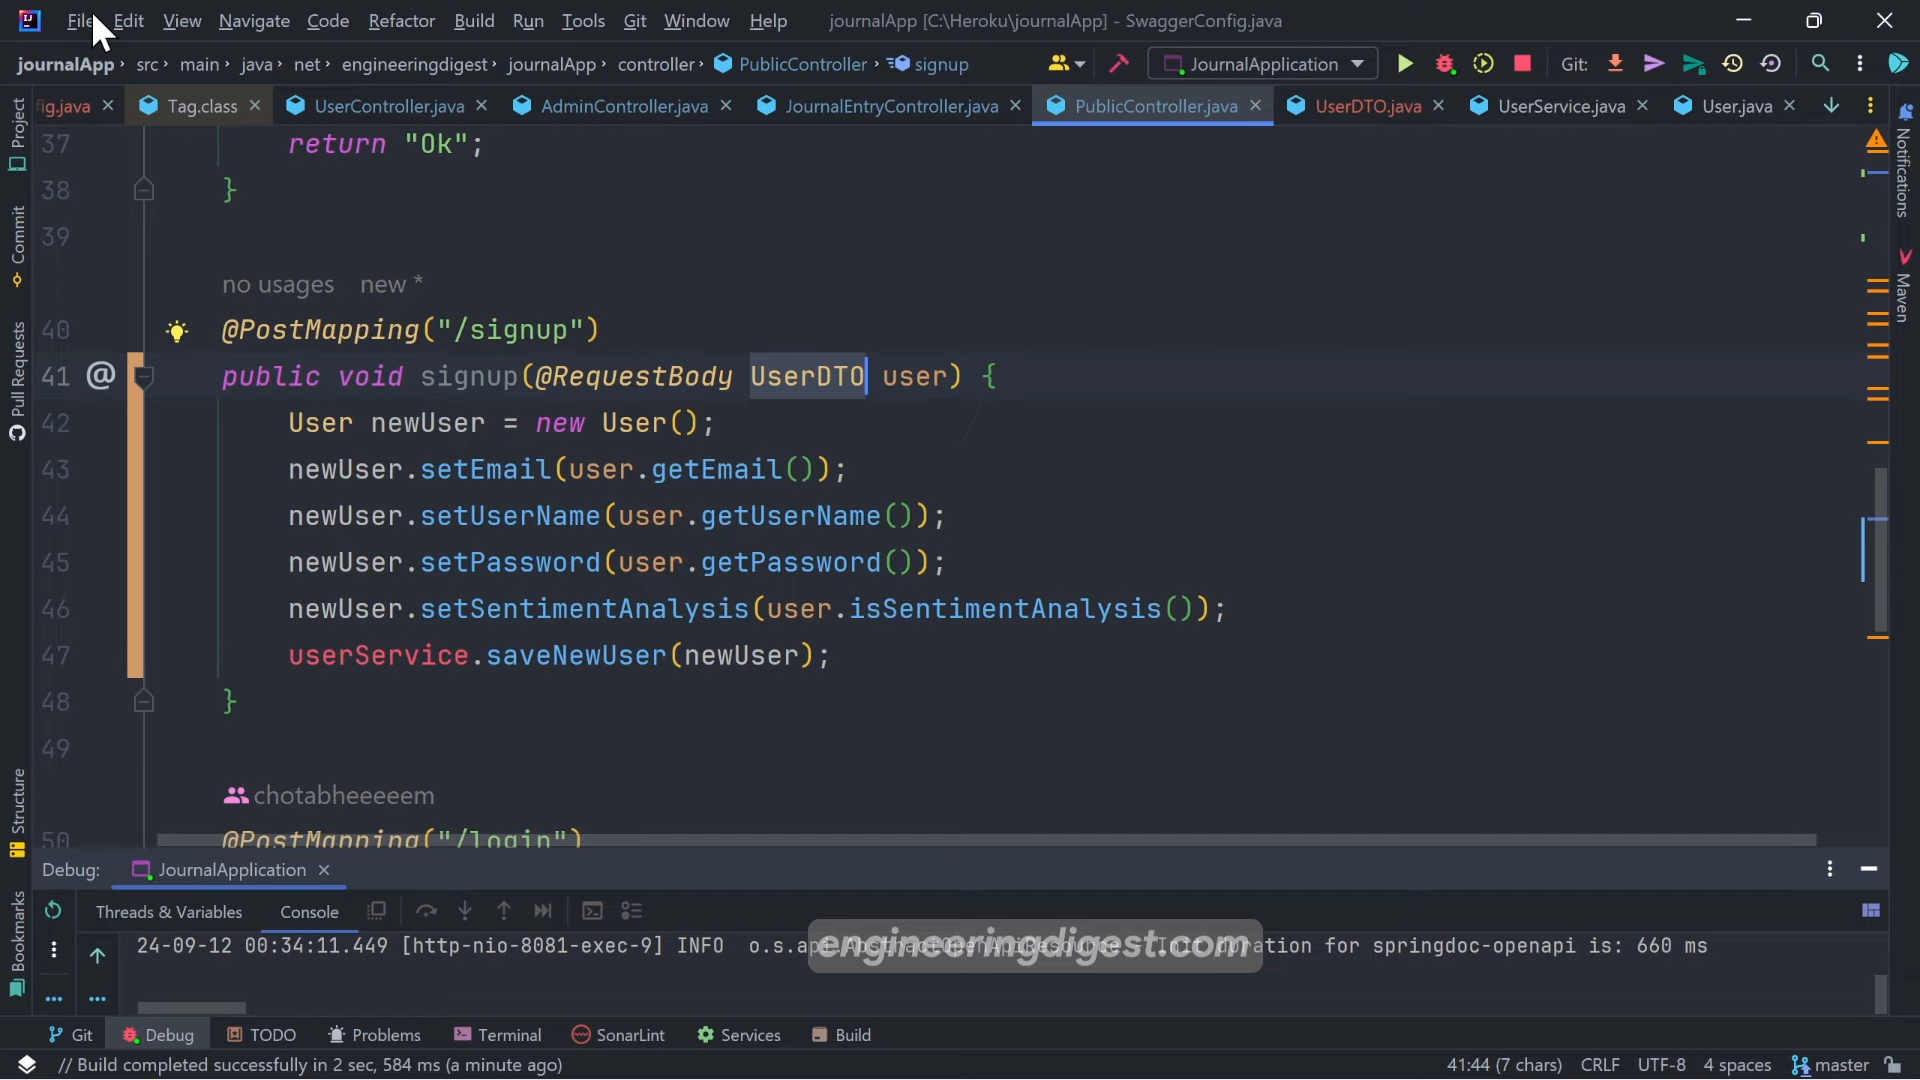 File Edit View Navigate Code Refactor Build Run Tools Git Window Help journalApp [C:\Heroku\journalApp] - SwaggerConfig.java
journalApp src main java net engineeringdigest journalApp controller PublicController signup JournalApplication Git:
fig.java Tag.class UserController.java AdminController.java JournalEntryController.java PublicController.java UserDTO.java UserService.java User.java
Project
Commit
Pull Requests
Structure
Bookmarks
Notifications
Maven
37 return "Ok";
38 }
39
no usages new *
40 @PostMapping("/signup")
41 @ public void signup(@RequestBody UserDTO user) {
42 User newUser = new User();
43 newUser.setEmail(user.getEmail());
44 newUser.setUserName(user.getUserName());
45 newUser.setPassword(user.getPassword());
46 newUser.setSentimentAnalysis(user.isSentimentAnalysis());
47 userService.saveNewUser(newUser);
48 }
49
chotabheeeeem
50 @PostMapping("/login")
Debug: JournalApplication
Threads & Variables Console
24-09-12 00:34:11.449 [http-nio-8081-exec-9] INFO o.s.api.AbstractOpenApiResource - Init duration for springdoc-openapi is: 660 ms
engineeringdigest.com
Git Debug TODO Problems Terminal SonarLint Services Build
// Build completed successfully in 2 sec, 584 ms (a minute ago) 41:44 (7 chars) CRLF UTF-8 4 spaces master